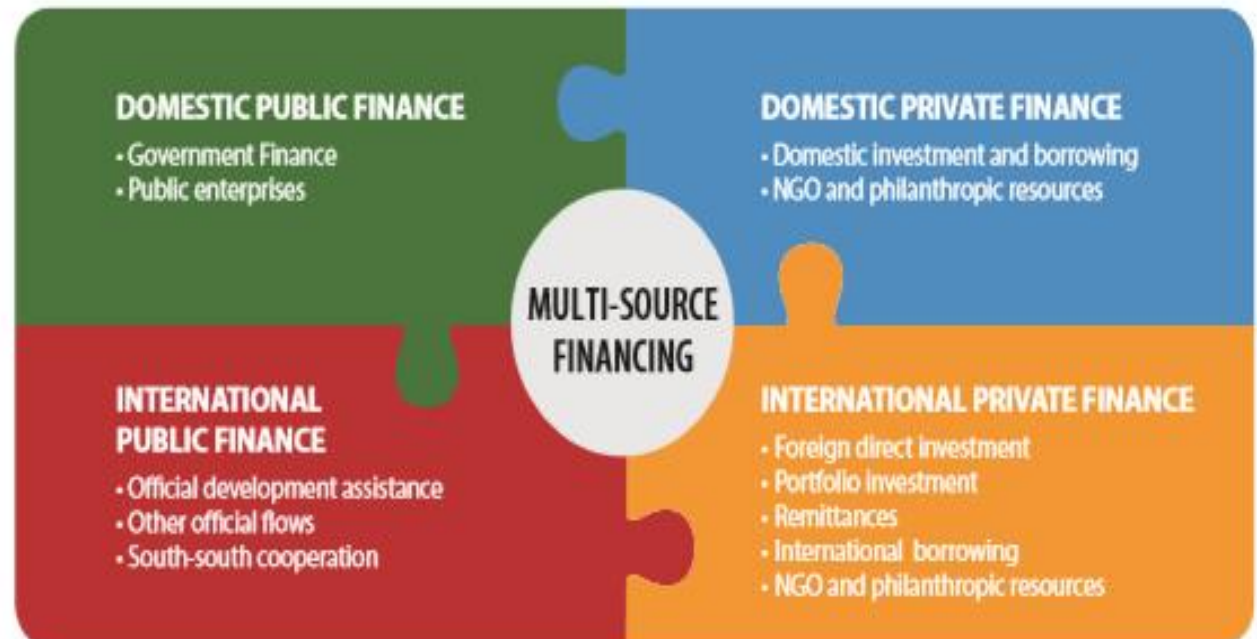 DOMESTIC PUBLIC FINANCE
• Government Finance
• Public enterprises
DOMESTIC PRIVATE FINANCE
• Domestic investment and borrowing
• NGO and philanthropic resources
MULTI-SOURCE
FINANCING
INTERNATIONAL
PUBLIC FINANCE
• Official development assistance
• Other official flows
• South-south cooperation
INTERNATIONAL PRIVATE FINANCE
• Foreign direct investment
• Portfolio investment
• Remittances
• International borrowing
• NGO and philanthropic resources